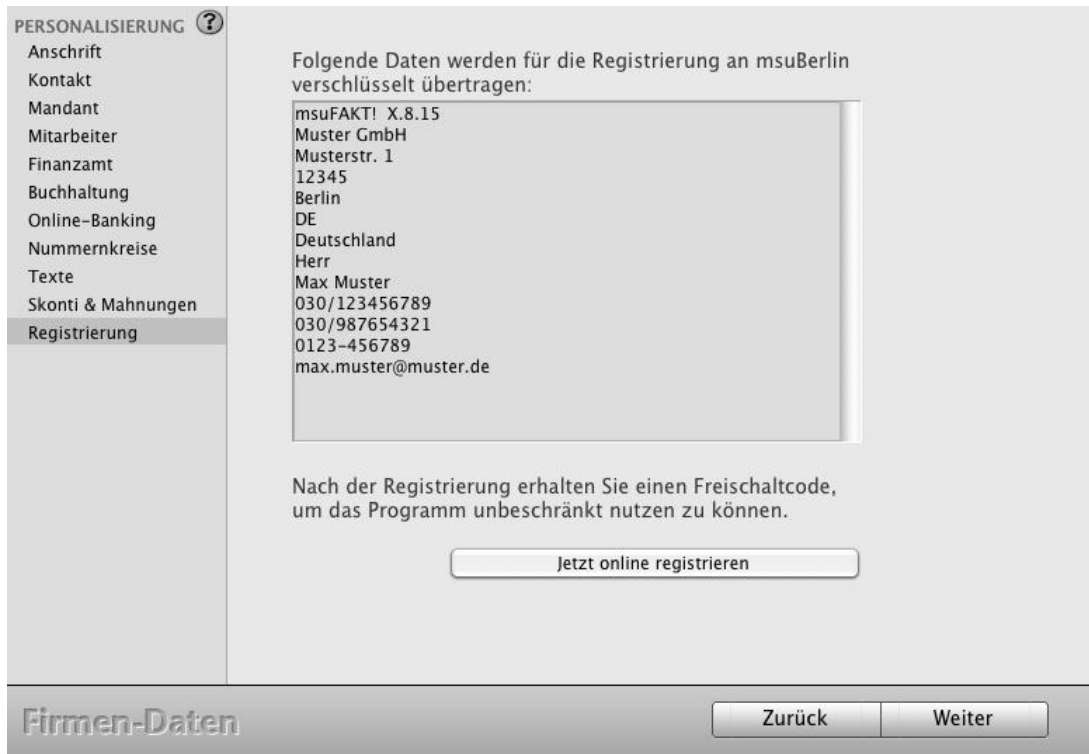 PERSONALISIERUNG ?
Anschrift
Kontakt
Mandant
Mitarbeiter
Finanzamt
Buchhaltung
Online-Banking
Nummernkreise
Texte
Skonti & Mahnungen
Registrierung
Folgende Daten werden für die Registrierung an msuBerlin
verschlüsselt übertragen:
msuFAKT! X.8.15
Muster GmbH
Musterstr. 1
12345
Berlin
DE
Deutschland
Herr
Max Muster
030/123456789
030/987654321
0123-456789
max.muster@muster.de
Nach der Registrierung erhalten Sie einen Freischaltcode,
um das Programm unbeschränkt nutzen zu können.
Jetzt online registrieren
Firmen-Daten
Zurück
Weiter